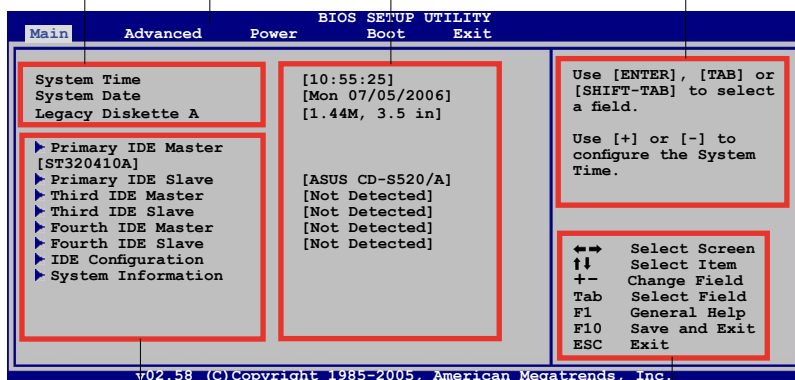 BIOS SETUP UTILITY
Main Advanced Power Boot Exit
System Time [10:55:25]
System Date [Mon 07/05/2006]
Legacy Diskette A [1.44M, 3.5 in]
Primary IDE Master
[ST320410A]
Primary IDE Slave [ASUS CD-S520/A]
Third IDE Master [Not Detected]
Third IDE Slave [Not Detected]
Fourth IDE Master [Not Detected]
Fourth IDE Slave [Not Detected]
IDE Configuration
System Information
Use [ENTER], [TAB] or
[SHIFT-TAB] to select
a field.
Use [+] or [-] to
configure the System
Time.
←→ Select Screen
↑↓ Select Item
+- Change Field
Tab Select Field
F1 General Help
F10 Save and Exit
ESC Exit
v02.58 (C)Copyright 1985-2005, American Megatrends, Inc.